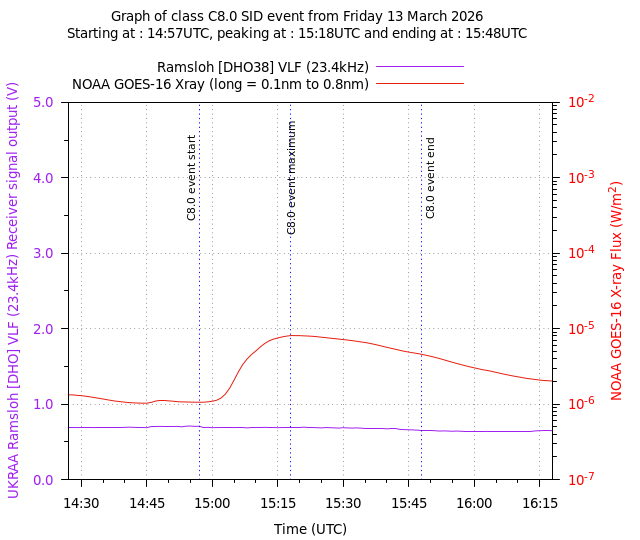 Graph of class C8.0 SID event from Friday 13 March 2026
Starting at : 14:57UTC, peaking at : 15:18UTC and ending at : 15:48UTC
Ramsloh [DHO38] VLF (23.4kHz)
NOAA GOES-16 Xray (long = 0.1nm to 0.8nm)
UKRAA Ramsloh [DHO] VLF (23.4kHz) Receiver signal output (V)
5.0
4.0
3.0
2.0
1.0
0.0
C8.0 event start
C8.0 event maximum
C8.0 event end
10-2
10-3
10-4
10-5
10-6
10-7
NOAA GOES-16 X-ray Flux (W/m²)
14:30 14:45 15:00 15:15 15:30 15:45 16:00 16:15
Time (UTC)